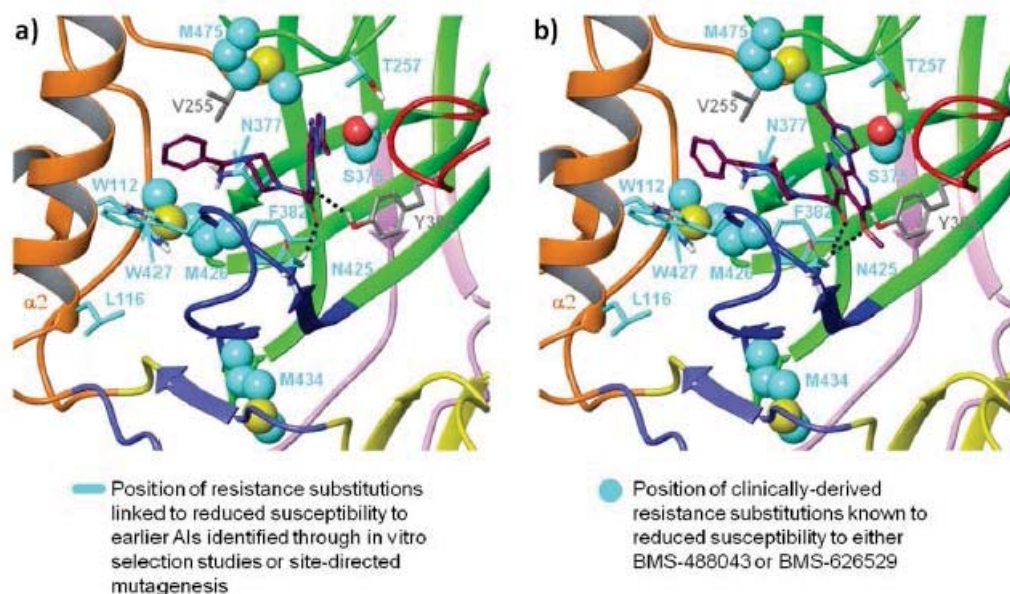 a)
M475
T257
V255
N377
S375
W112
F382
M426
N425
W427
α2
L116
M434
Position of resistance substitutions
linked to reduced susceptibility to
earlier AIs identified through in vitro
selection studies or site-directed
mutagenesis
b)
M475
T257
V255
N377
S375
W112
F382
M426
N425
W427
α2
L116
M434
Position of clinically-derived
resistance substitutions known to
reduced susceptibility to either
BMS-488043 or BMS-626529